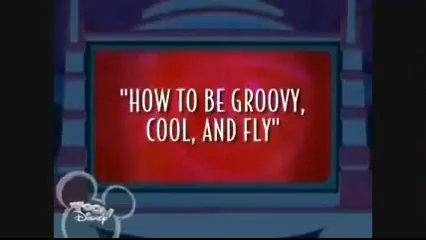 "HOW TO BE GROOVY,
COOL, AND FLY"
TOON
Disney